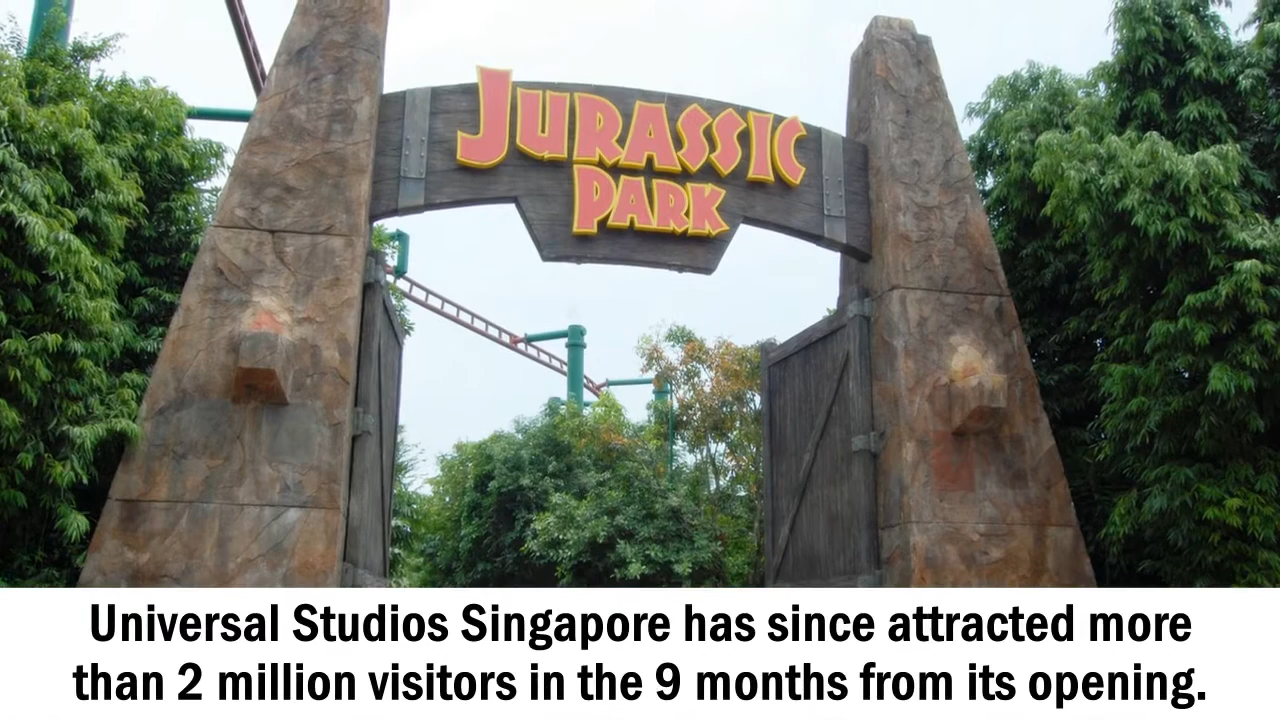 JURASSIC
PARK
Universal Studios Singapore has since attracted more
than 2 million visitors in the 9 months from its opening.